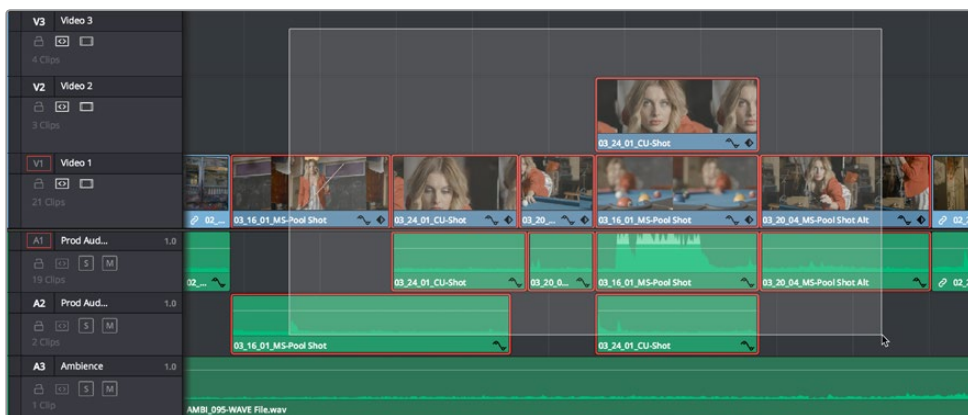 V3 Video 3
4 Clips
V2 Video 2
3 Clips
03_24_01_CU-Shot
V1 Video 1
21 Clips
02_... 03_16_01_MS-Pool Shot 03_24_01_CU-Shot 03_20_... 03_16_01_MS-Pool Shot 03_20_04_MS-Pool Shot Alt 02_2
A1 Prod Aud... 1.0
S M
19 Clips
02_... 03_24_01_CU-Shot 03_20_0... 03_16_01_MS-Pool Shot 03_20_04_MS-Pool Shot Alt 02_2
A2 Prod Aud... 1.0
S M
2 Clips
03_16_01_MS-Pool Shot 03_24_01_CU-Shot
A3 Ambience 1.0
S M
1 Clip
AMBI_095-WAVE File.wav